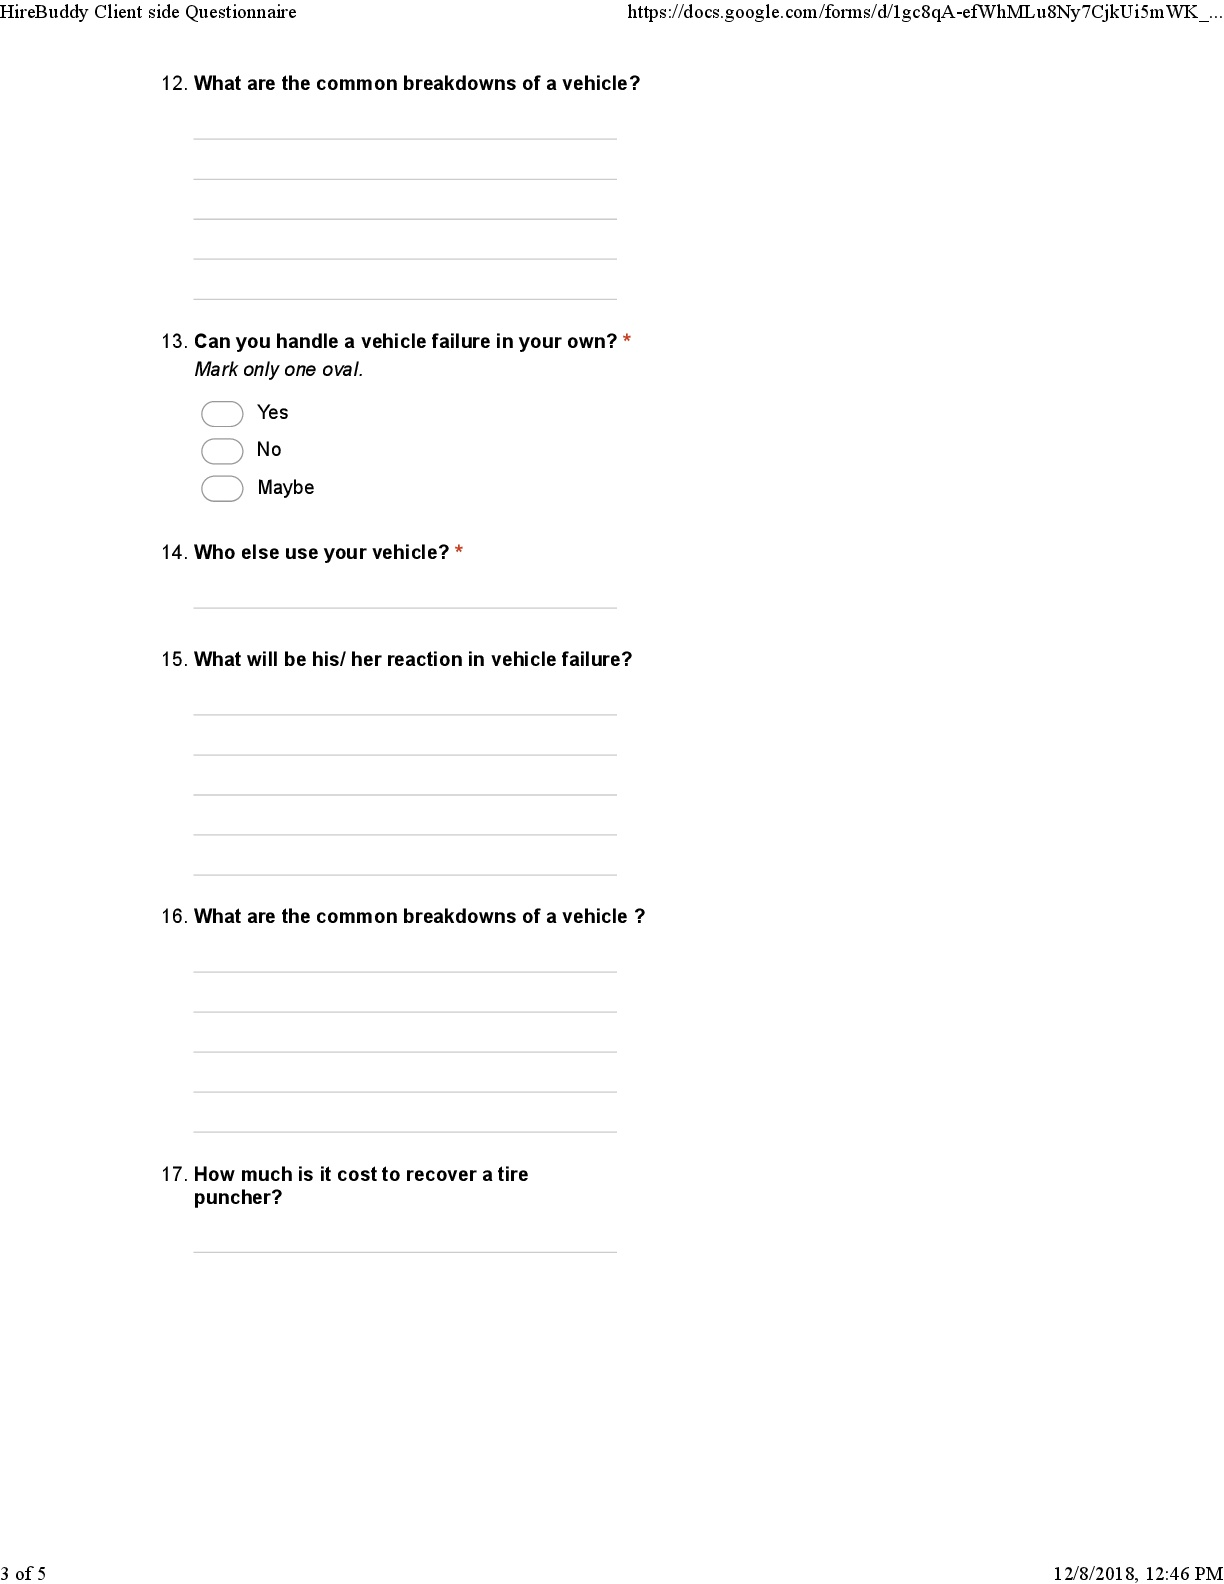 HireBuddy Client side Questionnaire
https://docs.google.com/forms/d/1gc8qA-efWhMLu8Ny7CjkUi5mWK_...
12. What are the common breakdowns of a vehicle?
13. Can you handle a vehicle failure in your own? *
Mark only one oval.
Yes
No
Maybe
14. Who else use your vehicle? *
15. What will be his/ her reaction in vehicle failure?
16. What are the common breakdowns of a vehicle ?
17. How much is it cost to recover a tire
puncher?
3 of 5
12/8/2018, 12:46 PM